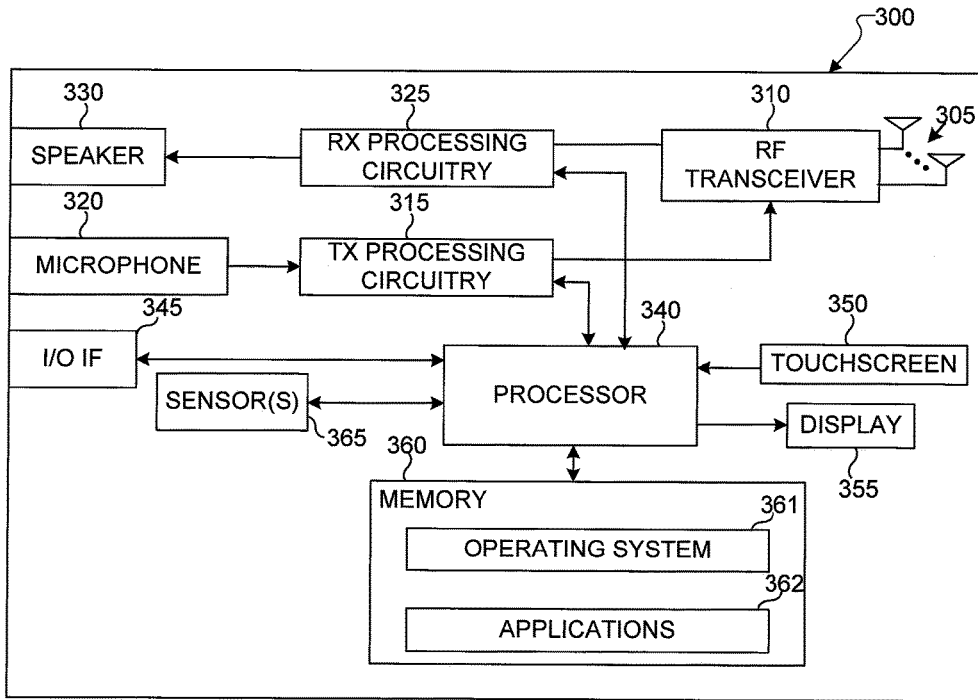 300
330
325
310
305
SPEAKER
RX PROCESSING
CIRCUITRY
RF
TRANSCEIVER
320
315
MICROPHONE
TX PROCESSING
CIRCUITRY
345
340
350
I/O IF
PROCESSOR
TOUCHSCREEN
SENSOR(S)
365
DISPLAY
355
360
MEMORY
361
OPERATING SYSTEM
362
APPLICATIONS